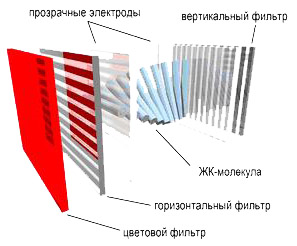 прозрачные электроды
вертикальный фильтр
ЖК-молекула
горизонтальный фильтр
цветовой фильтр